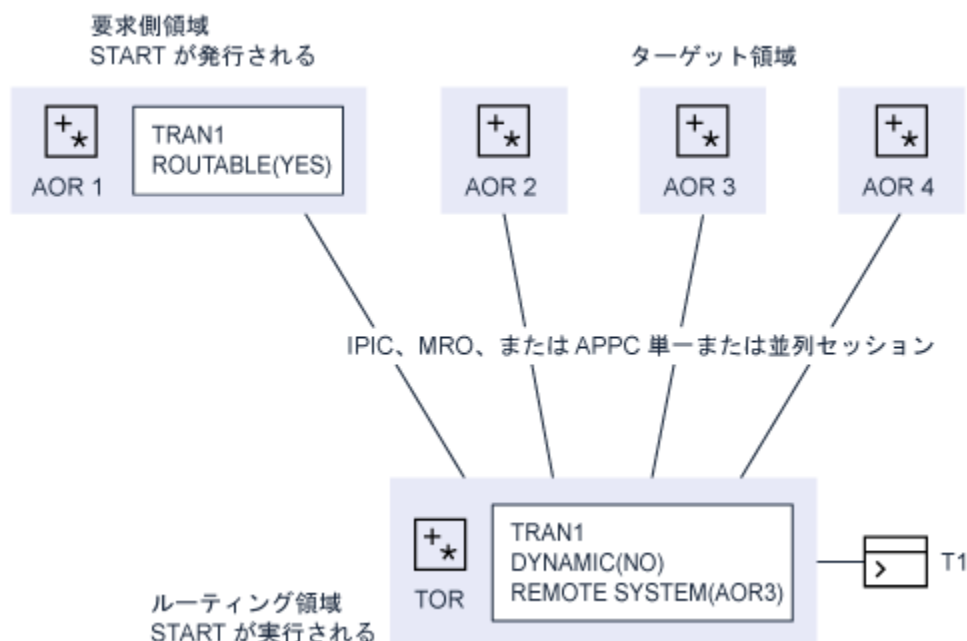 要求側領域
START が発行される
ターゲット領域
AOR 1
TRAN1
ROUTABLE(YES)
AOR 2
AOR 3
AOR 4
IPIC、MRO、または APPC 単一または並列セッション
TOR
TRAN1
DYNAMIC(NO)
REMOTE SYSTEM(AOR3)
T1
ルーティング領域
START が実行される